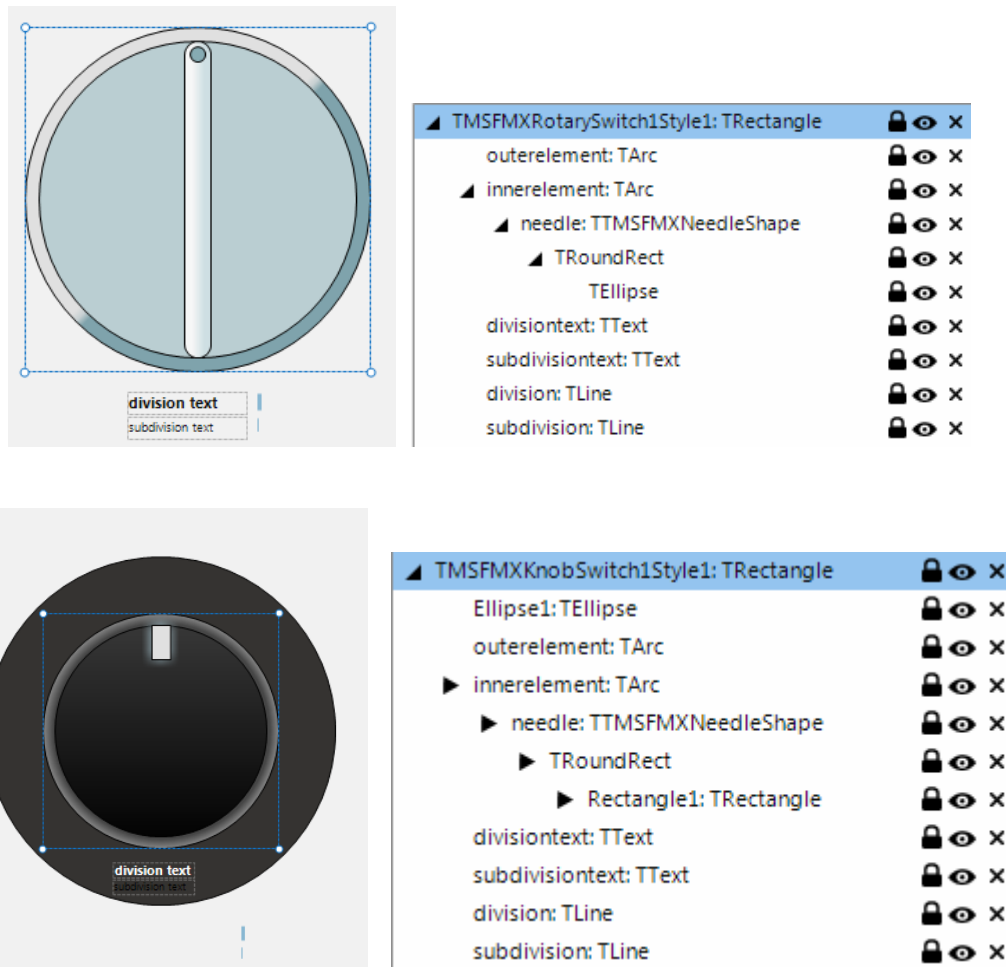 TMSFMXRotarySwitch1Style1: TRectangle
outerelement: TArc
innerelement: TArc
needle: TTMSFMXNeedleShape
TRoundRect
TEllipse
divisiontext: TText
subdivisiontext: TText
division: TLine
subdivision: TLine
division text
subdivision text
TMSFMXKnobSwitch1Style1: TRectangle
Ellipse1: TEllipse
outerelement: TArc
innerelement: TArc
needle: TTMSFMXNeedleShape
TRoundRect
Rectangle1: TRectangle
divisiontext: TText
subdivisiontext: TText
division: TLine
subdivision: TLine
division text
subdivision text